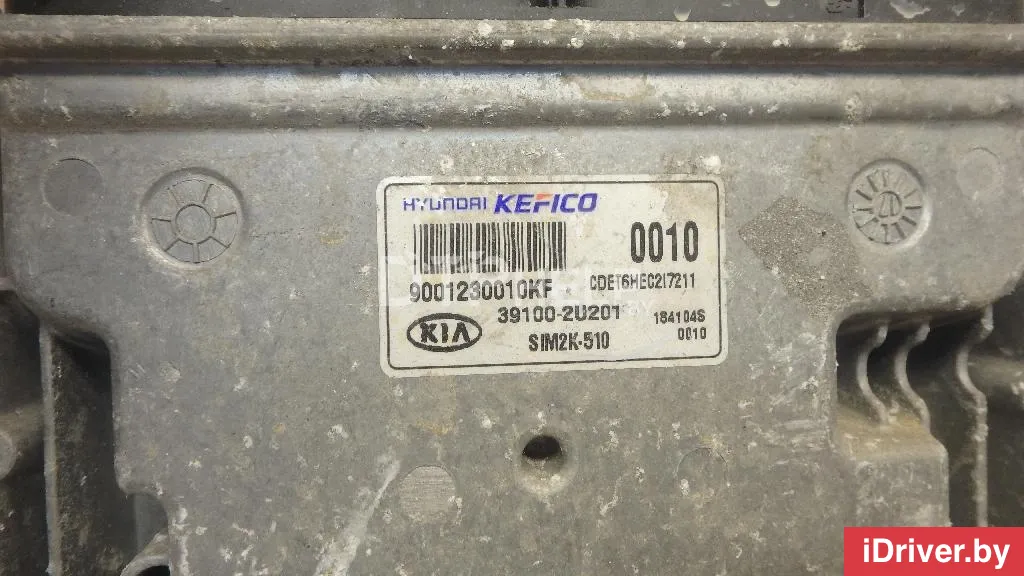 HYUNDAI KEFICO
0010
9001230010KF
CDET6HEC2I7211
39100-2U201
KIA
184104S
SIM2K-510
0010
iDriver.by